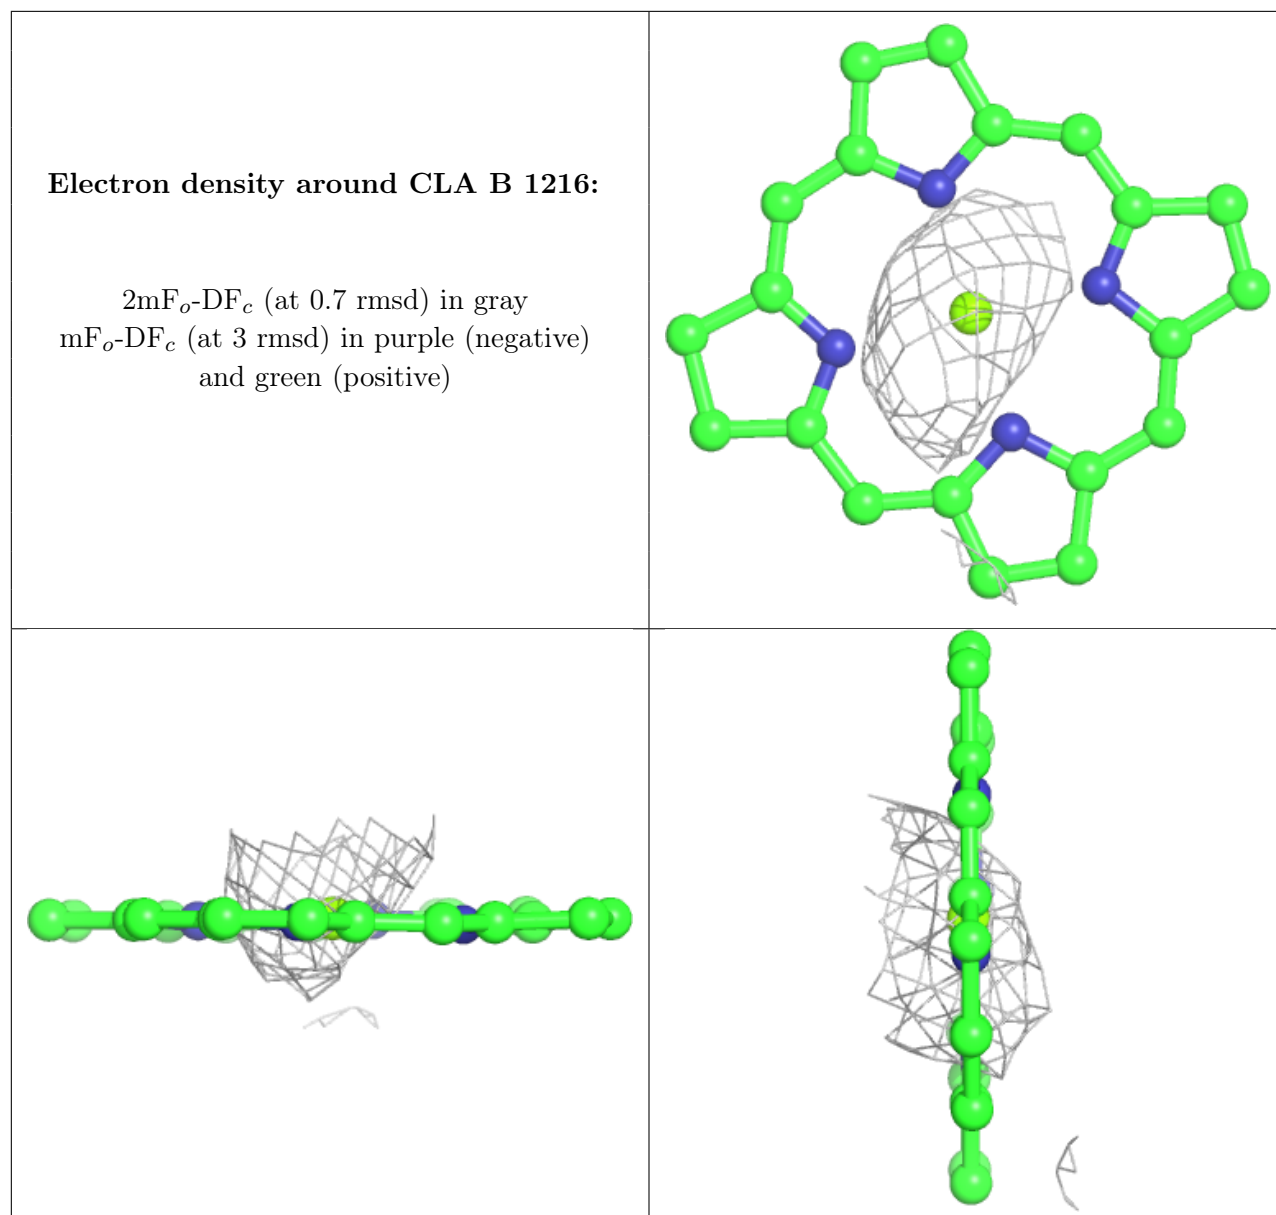 Electron density around CLA B 1216:
2mFo-DFc (at 0.7 rmsd) in gray
mFo-DFc (at 3 rmsd) in purple (negative)
and green (positive)